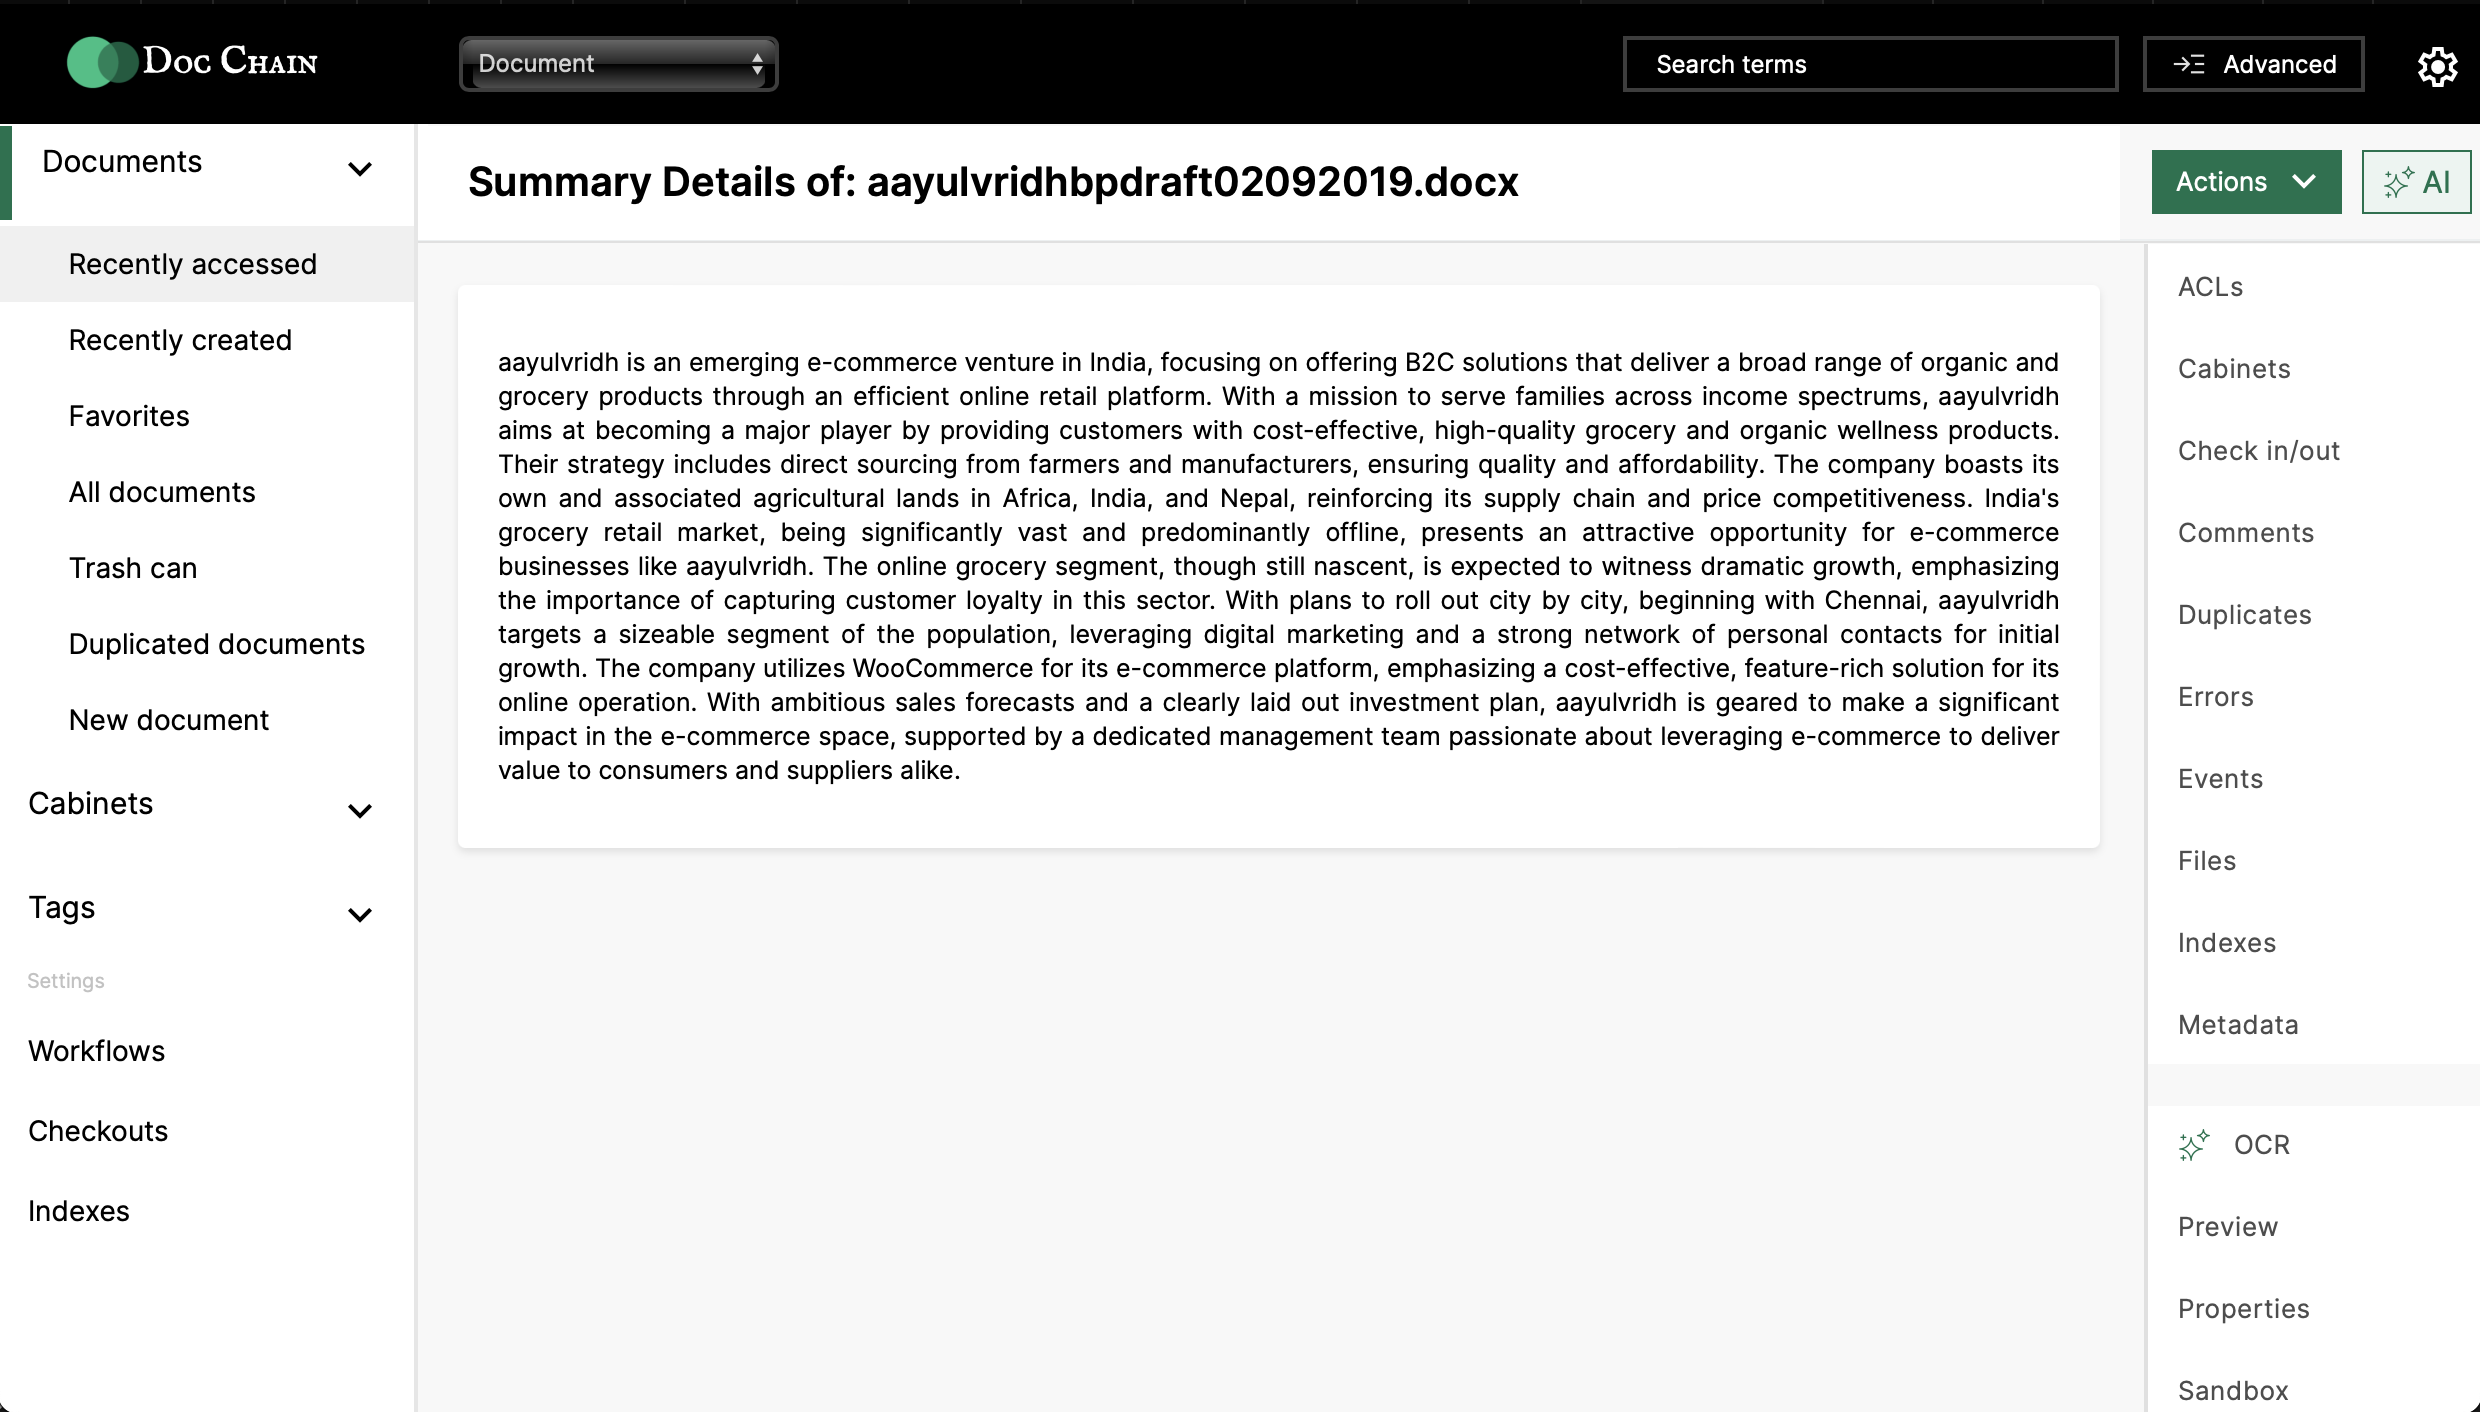 Doc Chain
Document
Search terms
Advanced
Documents
Recently accessed
Recently created
Favorites
All documents
Trash can
Duplicated documents
New document
Cabinets
Tags
Settings
Workflows
Checkouts
Indexes
Summary Details of: aayulvridhbpdraft02092019.docx
Actions
AI
aayulvridh is an emerging e-commerce venture in India, focusing on offering B2C solutions that deliver a broad range of organic and
grocery products through an efficient online retail platform. With a mission to serve families across income spectrums, aayulvridh
aims at becoming a major player by providing customers with cost-effective, high-quality grocery and organic wellness products.
Their strategy includes direct sourcing from farmers and manufacturers, ensuring quality and affordability. The company boasts its
own and associated agricultural lands in Africa, India, and Nepal, reinforcing its supply chain and price competitiveness. India's
grocery retail market, being significantly vast and predominantly offline, presents an attractive opportunity for e-commerce
businesses like aayulvridh. The online grocery segment, though still nascent, is expected to witness dramatic growth, emphasizing
the importance of capturing customer loyalty in this sector. With plans to roll out city by city, beginning with Chennai, aayulvridh
targets a sizeable segment of the population, leveraging digital marketing and a strong network of personal contacts for initial
growth. The company utilizes WooCommerce for its e-commerce platform, emphasizing a cost-effective, feature-rich solution for its
online operation. With ambitious sales forecasts and a clearly laid out investment plan, aayulvridh is geared to make a significant
impact in the e-commerce space, supported by a dedicated management team passionate about leveraging e-commerce to deliver
value to consumers and suppliers alike.
ACLs
Cabinets
Check in/out
Comments
Duplicates
Errors
Events
Files
Indexes
Metadata
OCR
Preview
Properties
Sandbox